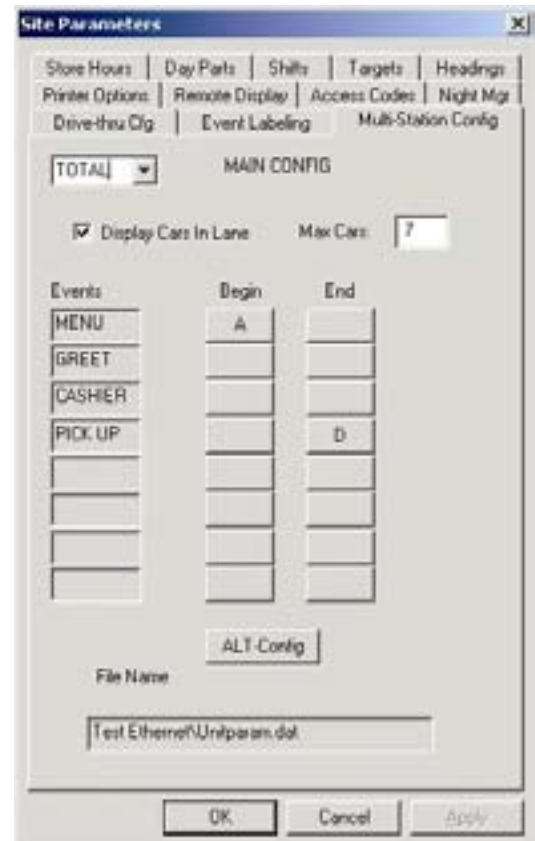 Site Parameters
Store Hours Day Parts Shifts Targets Headings
Printer Options Remote Display Access Codes Night Mgr
Drive-thru Cfg Event Labeling Multi-Station Config
TOTAL MAIN CONFIG
Display Cars In Lane Max Cars: 7
Events Begin End
MENU A
GREET
CASHIER
PICK UP D
ALT-Config
File Name
Test Ethernet\Unitparam.dat
OK Cancel Apply